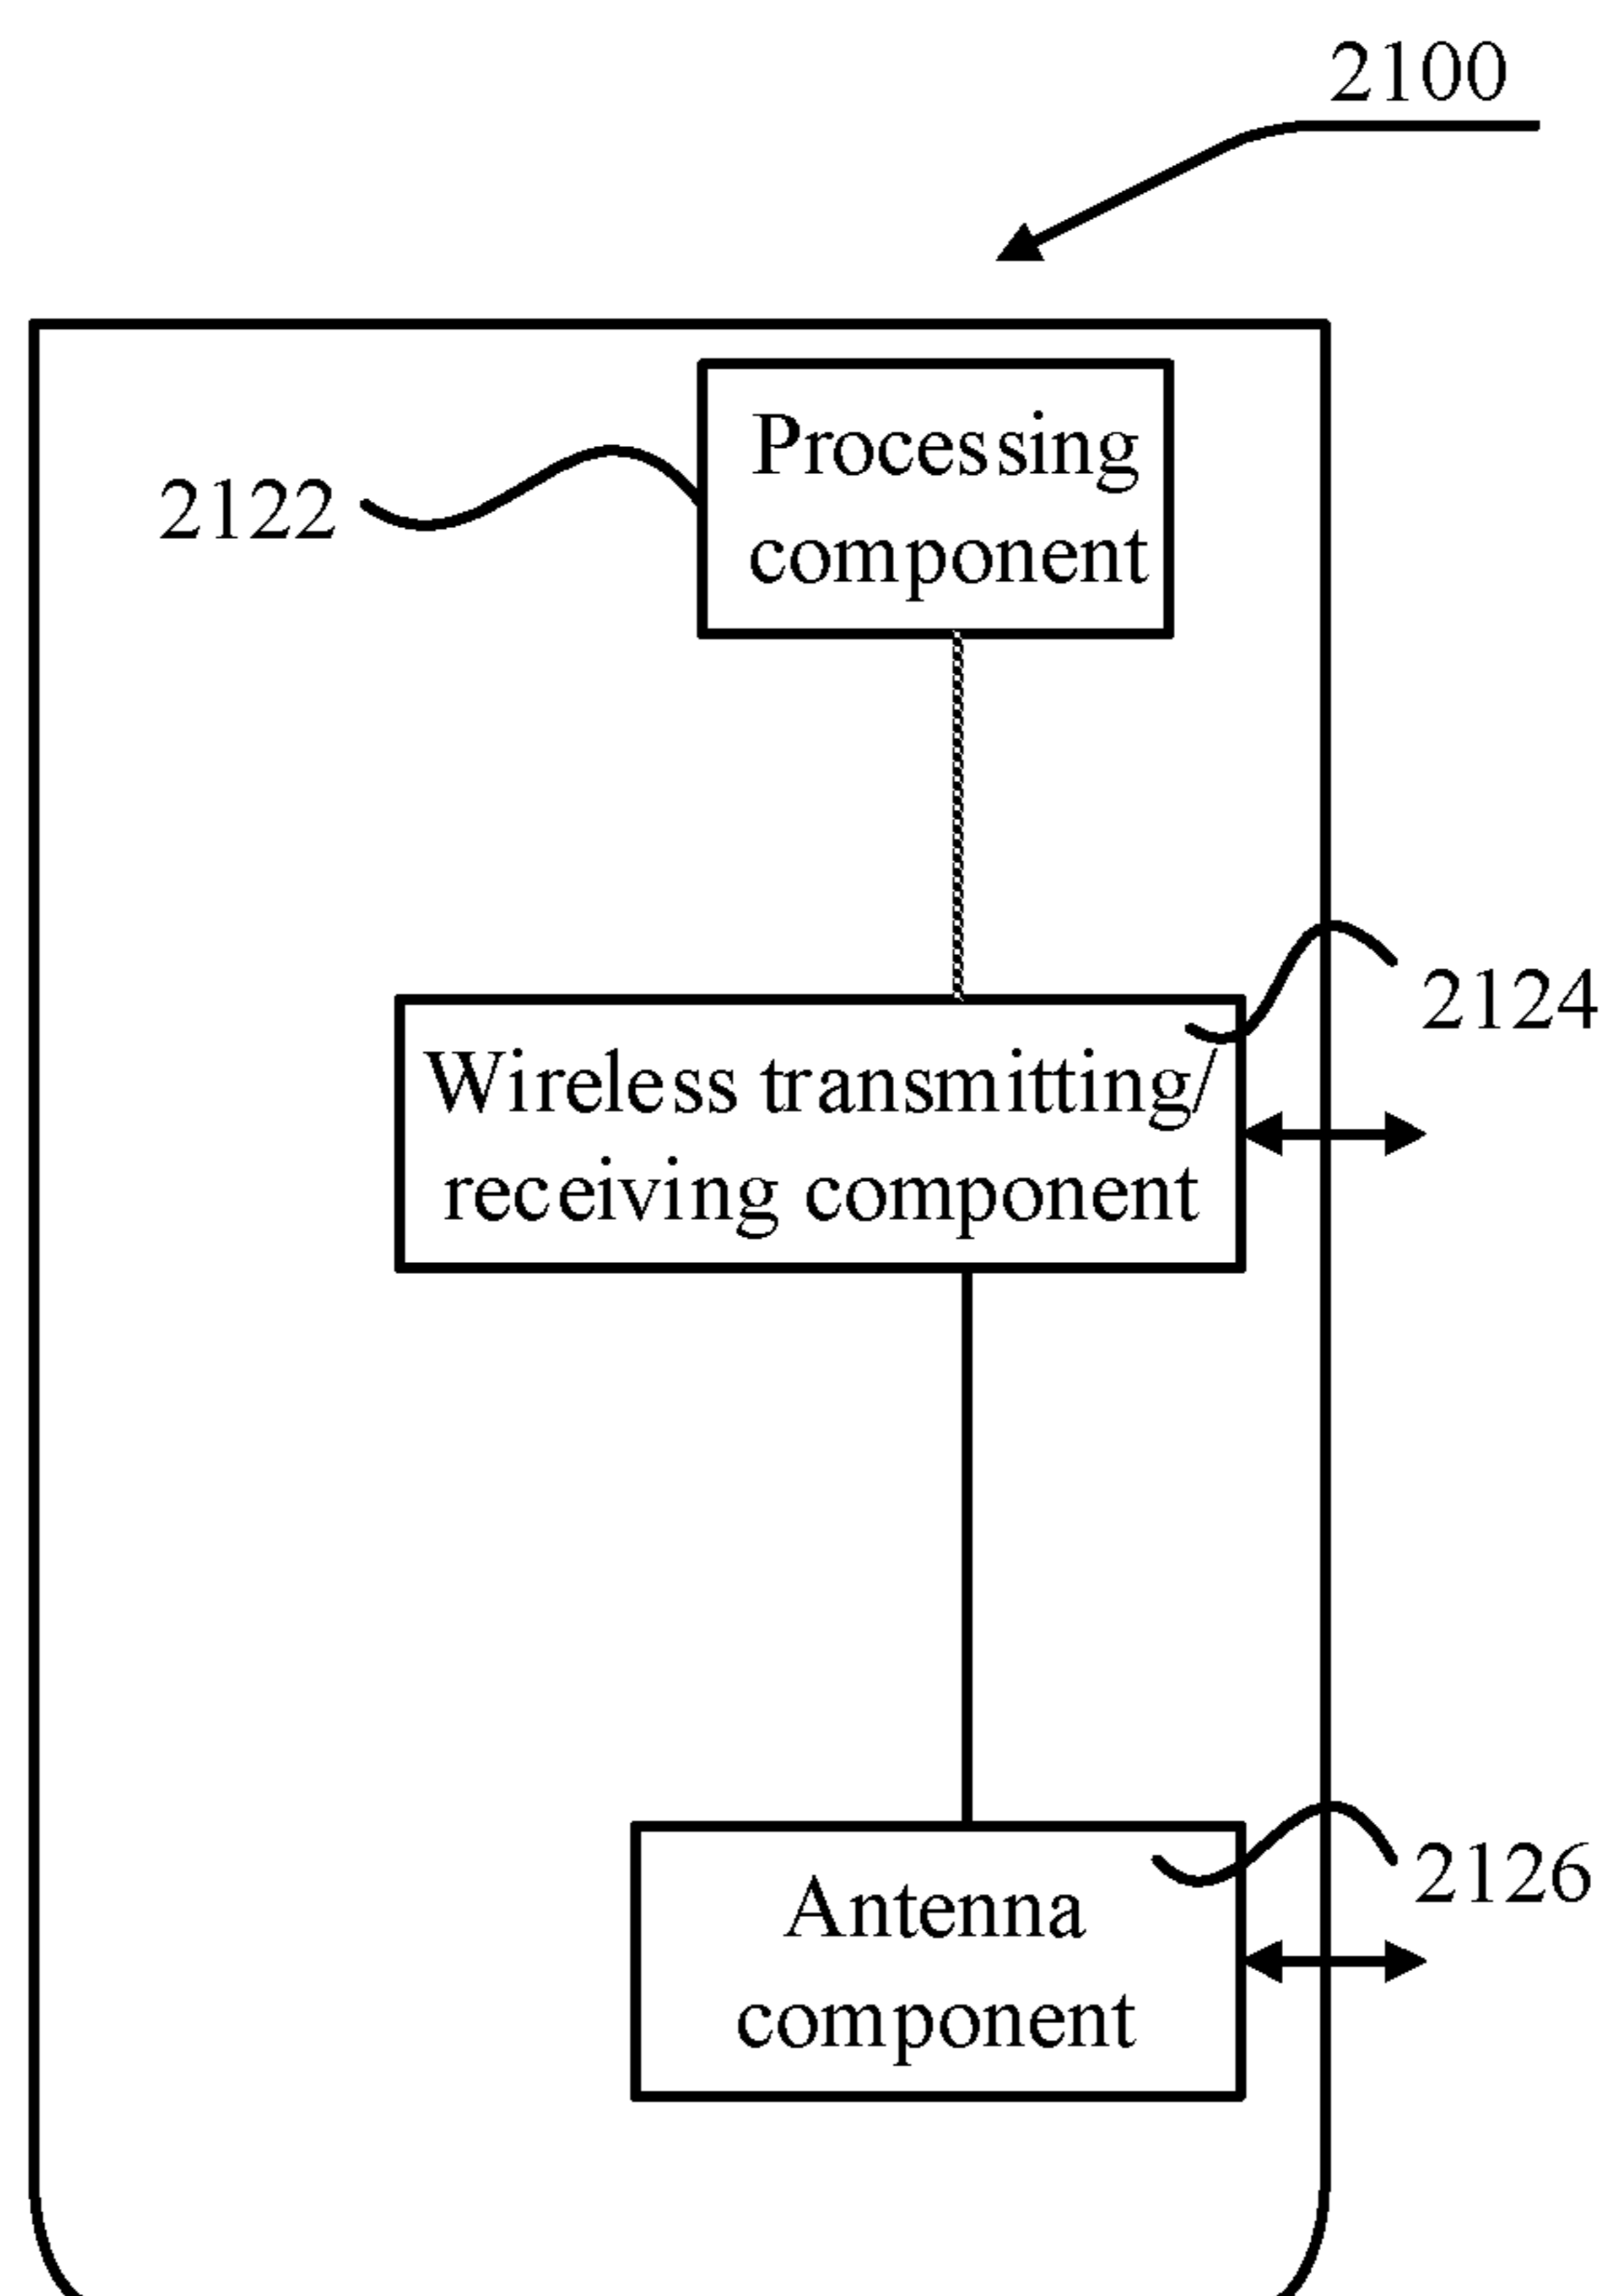 2100
Processing
component
2122
2124
Wireless transmitting/
receiving component
2126
Antenna
component